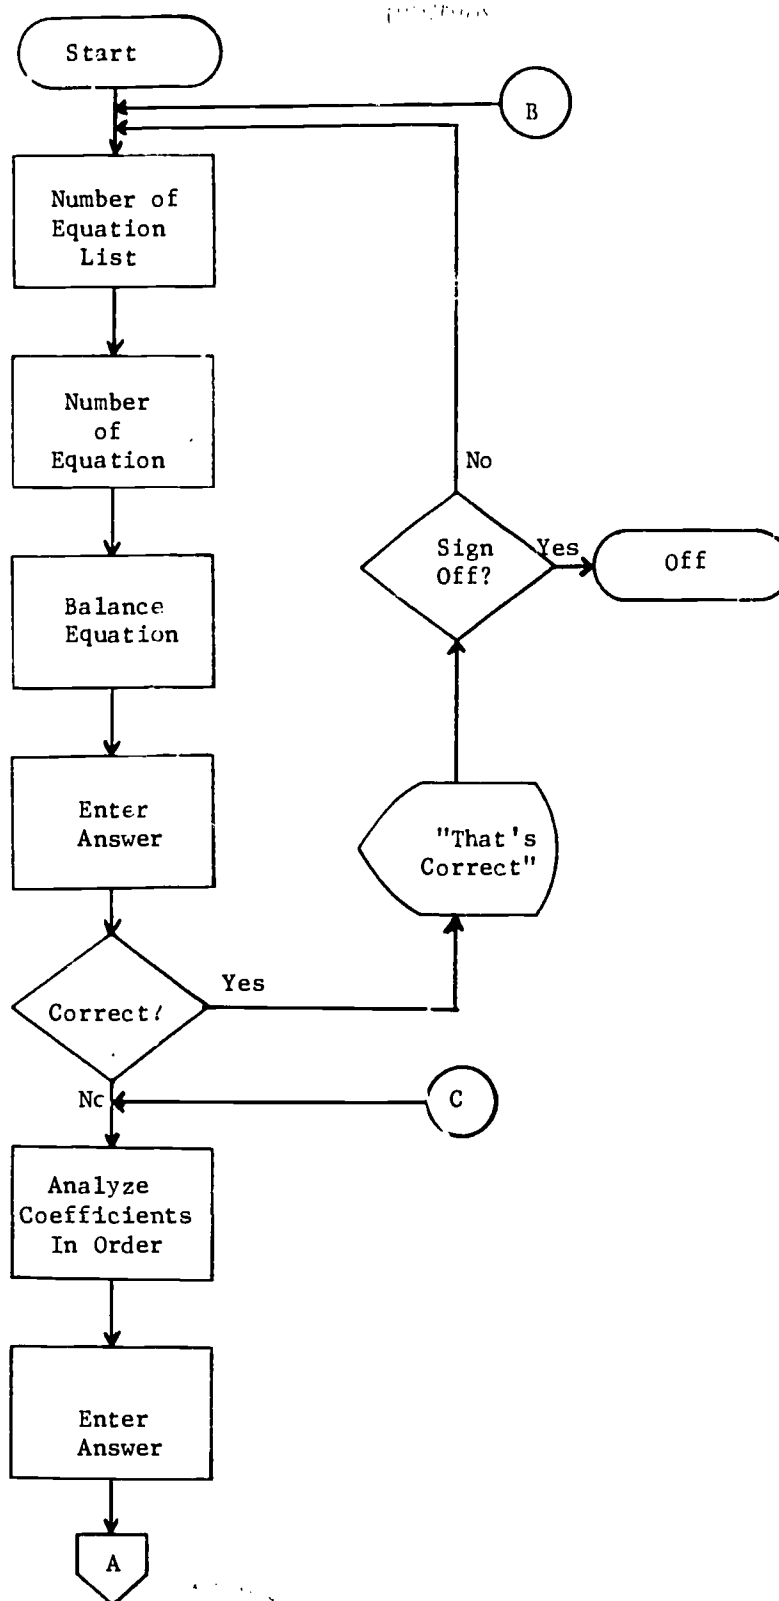 Start
B
Number of
Equation
List
Number
of
Equation
No
Sign
Off?
Yes
Off
Balance
Equation
Enter
Answer
"That's
Correct"
Correct?
Yes
No
C
Analyze
Coefficients
In Order
Enter
Answer
A